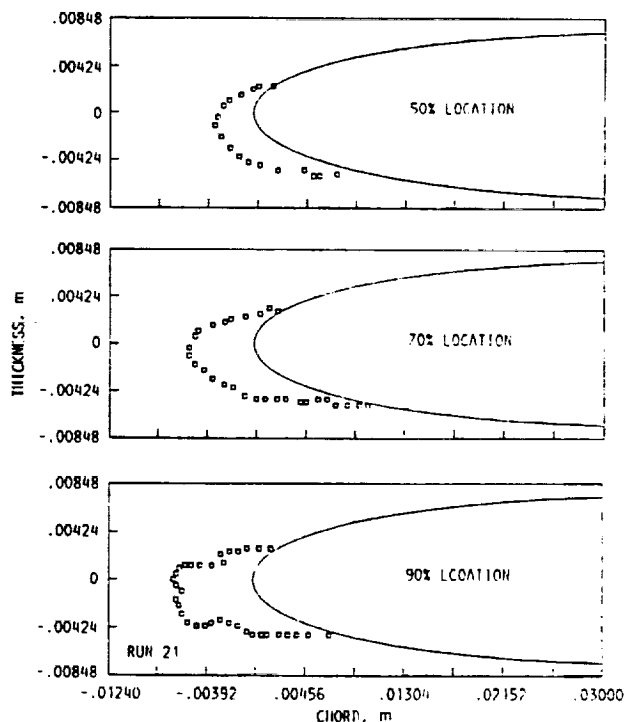 .00848
.00424
0
-.00424
-.00848
50% LOCATION
.00848
.00424
0
-.00424
-.00848
70% LOCATION
THICKNESS, m
.00848
.00424
0
-.00424
-.00848
90% LCOATION
RUN 21
-.01240 -.00392 .00456 .01304 .02152 .03000
CHORD, m